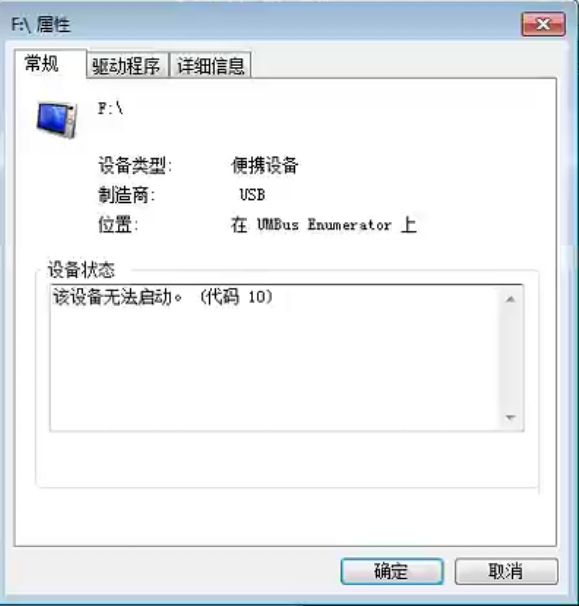 F:\ 属性
常规 驱动程序 详细信息
F:\
设备类型: 便携设备
制造商: USB
位置: 在 UMBus Enumerator 上
设备状态
该设备无法启动。 (代码 10)
确定 取消